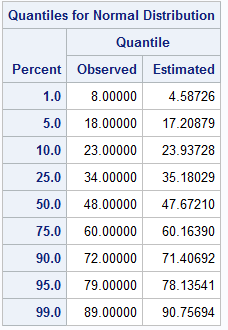 Quantiles for Normal Distribution
Quantile
Percent Observed Estimated
1.0 8.00000 4.58726
5.0 18.00000 17.20879
10.0 23.00000 23.93728
25.0 34.00000 35.18029
50.0 48.00000 47.67210
75.0 60.00000 60.16390
90.0 72.00000 71.40692
95.0 79.00000 78.13541
99.0 89.00000 90.75694